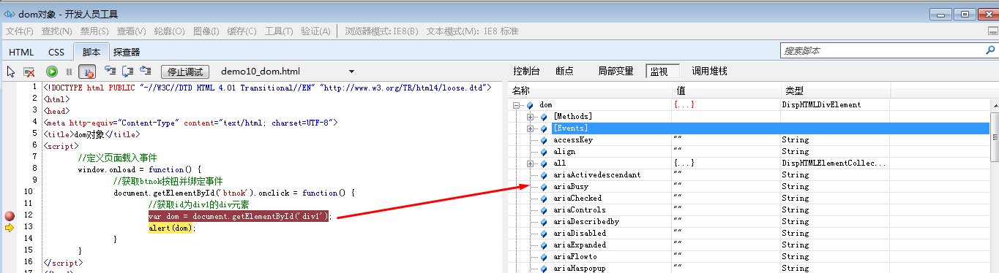 dom对象 - 开发人员工具
文件(F) 查找(N) 禁用(S) 查看(V) 轮廓(O) 图像(I) 缓存(C) 工具(T) 验证(A) 浏览器模式: IE8(B) 文本模式(M): IE8 标准
HTML CSS 脚本 探查器 搜索脚本
停止调试 demo10_dom.html
1 <!DOCTYPE html PUBLIC "-//W3C//DTD HTML 4.01 Transitional//EN" "http://www.w3.org/TR/html4/loose.dtd">
2 <html>
3 <head>
4 <meta http-equiv="Content-Type" content="text/html; charset=UTF-8">
5 <title>dom对象</title>
6 <script>
7 //定义页面载入事件
8 window.onload = function() {
9 //获取btnok按钮并绑定事件
10 document.getElementById('btnok').onclick = function() {
11 //获取id为div1的div元素
12 var dom = document.getElementById('div1');
13 alert(dom);
14 }
15 }
16 </script>
控制台 断点 局部变量 监视 调用堆栈
名称 值 类型
dom {...} DispHTMLDivElement
[Methods]
[Events]
accessKey "" String
align "" String
all {...} DispHTMLElementCollec...
ariaActivedescendant "" String
ariaBusy "" String
ariaChecked "" String
ariaControls "" String
ariaDescribedby "" String
ariaDisabled "" String
ariaExpanded "" String
ariaFlowto "" String
ariaHaspopup "" String